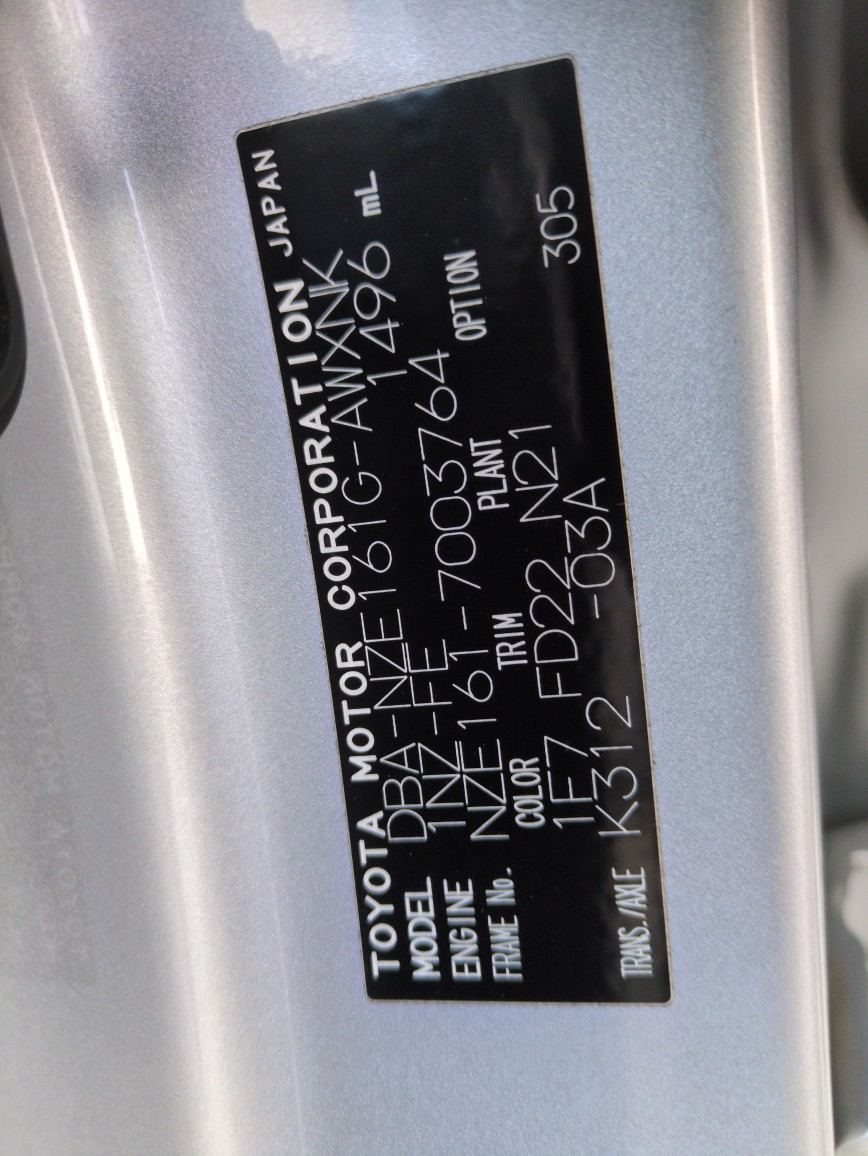 TOYOTA MOTOR CORPORATION JAPAN
MODEL DBA-NZE161G-AWXNK
ENGINE 1NZ-FE 1496 mL
FRAME No. NZE161-7003764
COLOR TRIM PLANT OPTION
1F7 FD22 N21 305
TRANS./AXLE K312 -03A